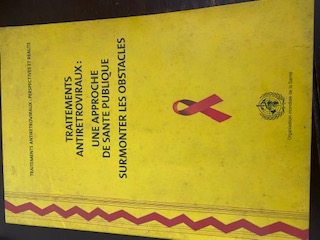 TRAITEMENTS ANTIRETROVIRAUX : PERSPECTIVES ET REALITE
TRAITEMENTS
ANTIRETROVIRAUX :
UNE APPROCHE
DE SANTE PUBLIQUE
SURMONTER LES OBSTACLES
Organisation mondiale de la Santé